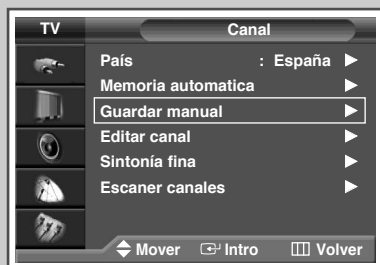 TV Canal
País : España
Memoria automatica
Guardar manual
Editar canal
Sintonía fina
Escaner canales
Mover Intro Volver